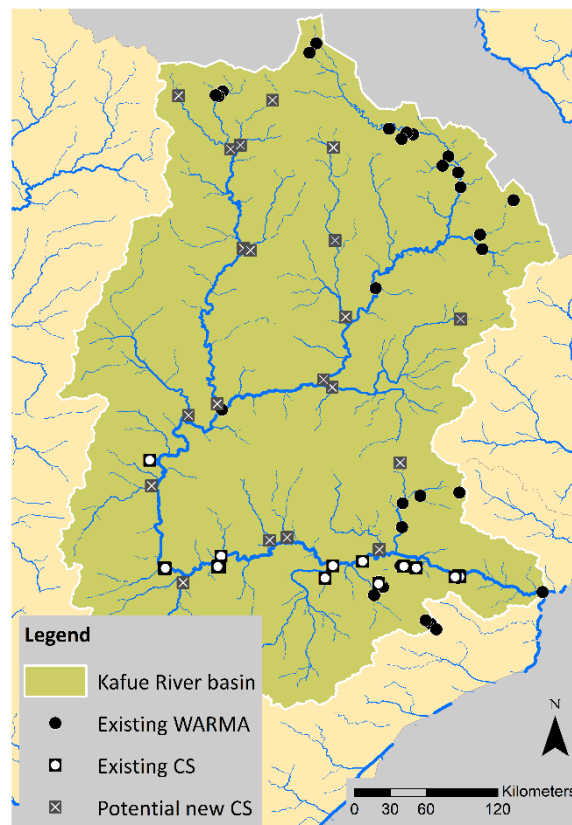 Legend
Kafue River basin
Existing WARMA
Existing CS
Potential new CS
N
Kilometers
0 30 60 120